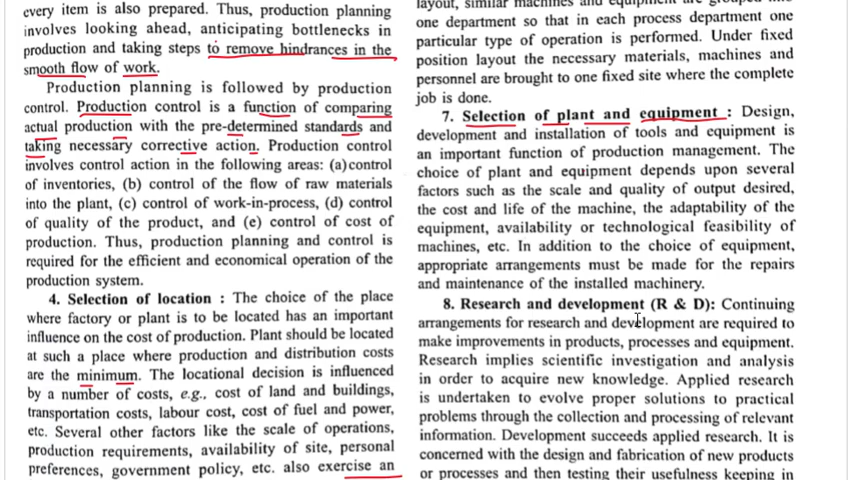 every item is also prepared. Thus, production planning
involves looking ahead, anticipating bottlenecks in
production and taking steps to remove hindrances in the
smooth flow of work.
Production planning is followed by production
control. Production control is a function of comparing
actual production with the pre-determined standards and
taking necessary corrective action. Production control
involves control action in the following areas: (a) control
of inventories, (b) control of the flow of raw materials
into the plant, (c) control of work-in-process, (d) control
of quality of the product, and (e) control of cost of
production. Thus, production planning and control is
required for the efficient and economical operation of the
production system.
4. Selection of location : The choice of the place
where factory or plant is to be located has an important
influence on the cost of production. Plant should be located
at such a place where production and distribution costs
are the minimum. The locational decision is influenced
by a number of costs, e.g., cost of land and buildings,
transportation costs, labour cost, cost of fuel and power,
etc. Several other factors like the scale of operations,
production requirements, availability of site, personal
preferences, government policy, etc. also exercise an
layout, similar machines and equipment are grouped into
one department so that in each process department one
particular type of operation is performed. Under fixed
position layout the necessary materials, machines and
personnel are brought to one fixed site where the complete
job is done.
7. Selection of plant and equipment : Design,
development and installation of tools and equipment is
an important function of production management. The
choice of plant and equipment depends upon several
factors such as the scale and quality of output desired,
the cost and life of the machine, the adaptability of the
equipment, availability or technological feasibility of
machines, etc. In addition to the choice of equipment,
appropriate arrangements must be made for the repairs
and maintenance of the installed machinery.
8. Research and development (R & D): Continuing
arrangements for research and development are required to
make improvements in products, processes and equipment.
Research implies scientific investigation and analysis
in order to acquire new knowledge. Applied research
is undertaken to evolve proper solutions to practical
problems through the collection and processing of relevant
information. Development succeeds applied research. It is
concerned with the design and fabrication of new products
or processes and then testing their usefulness keeping in